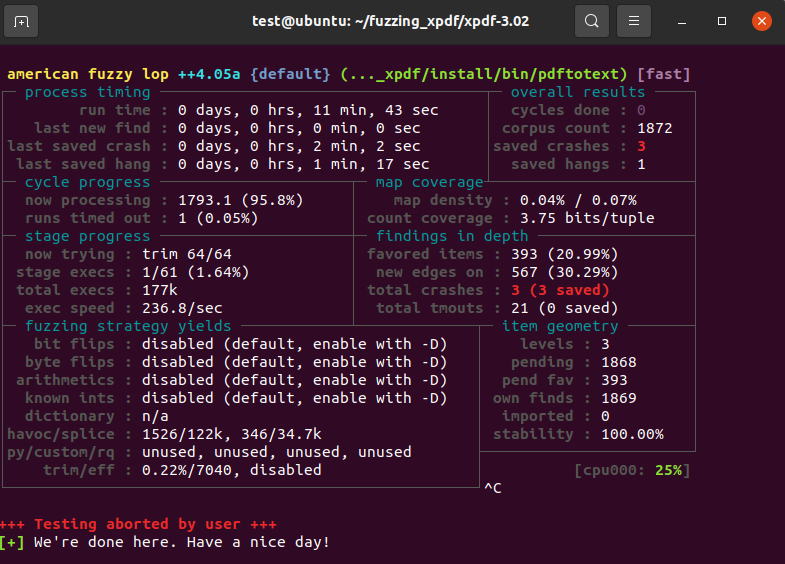 test@ubuntu: ~/fuzzing_xpdf/xpdf-3.02
american fuzzy lop ++4.05a {default} (..._xpdf/install/bin/pdftotext) [fast]
process timing overall results
run time : 0 days, 0 hrs, 11 min, 43 sec cycles done : 0
last new find : 0 days, 0 hrs, 0 min, 0 sec corpus count : 1872
last saved crash : 0 days, 0 hrs, 2 min, 2 sec saved crashes : 3
last saved hang : 0 days, 0 hrs, 1 min, 17 sec saved hangs : 1
cycle progress map coverage
now processing : 1793.1 (95.8%) map density : 0.04% / 0.07%
runs timed out : 1 (0.05%) count coverage : 3.75 bits/tuple
stage progress findings in depth
now trying : trim 64/64 favored items : 393 (20.99%)
stage execs : 1/61 (1.64%) new edges on : 567 (30.29%)
total execs : 177k total crashes : 3 (3 saved)
exec speed : 236.8/sec total tmouts : 21 (0 saved)
fuzzing strategy yields item geometry
bit flips : disabled (default, enable with -D) levels : 3
byte flips : disabled (default, enable with -D) pending : 1868
arithmetics : disabled (default, enable with -D) pend fav : 393
known ints : disabled (default, enable with -D) own finds : 1869
dictionary : n/a imported : 0
havoc/splice : 1526/122k, 346/34.7k stability : 100.00%
py/custom/rq : unused, unused, unused, unused
trim/eff : 0.22%/7040, disabled [cpu000: 25%]
^C
+++ Testing aborted by user +++
[+] We're done here. Have a nice day!